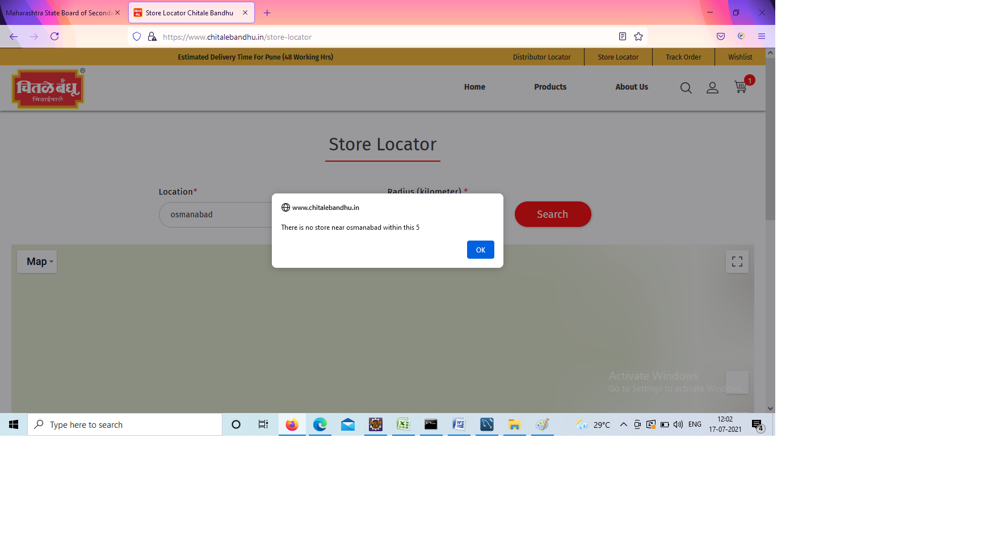 Maharashtra State Board of Seconda
Store Locator Chitale Bandhu
https://www.chitalebandhu.in/store-locator
Estimated Delivery Time For Pune (48 Working Hrs)
Distributor Locator
Store Locator
Track Order
Wishlist
चितळे बंधू
मिठाईवाले
®
Home
Products
About Us
1
Store Locator
Location*
Radius (kilometer) *
osmanabad
Search
www.chitalebandhu.in
There is no store near osmanabad within this 5
OK
Map
Activate Windows
Go to Settings to activate Windows.
Type here to search
29°C
ENG
12:02
17-07-2021
4